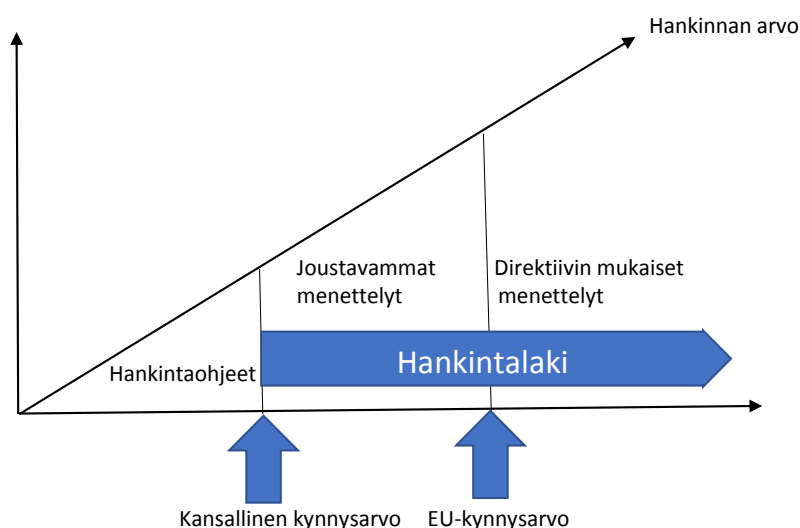 Hankinnan arvo
Joustavammat
menettelyt
Direktiivin mukaiset
menettelyt
Hankintaohjeet
Hankintalaki
Kansallinen kynnysarvo
EU-kynnysarvo